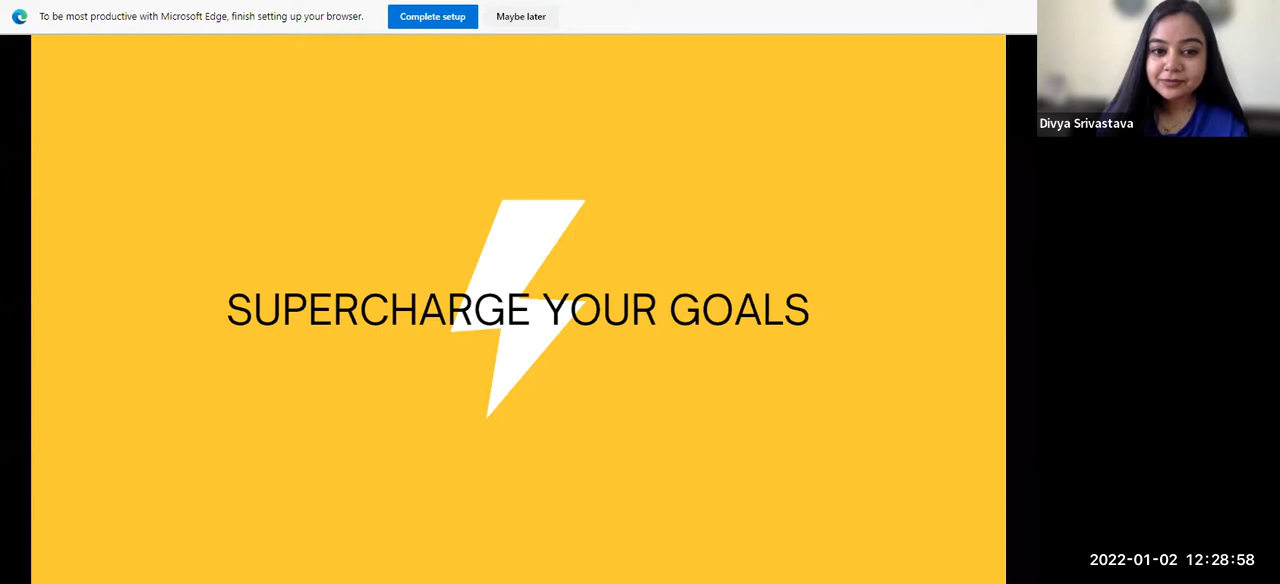 To be most productive with Microsoft Edge, finish setting up your browser. Complete setup Maybe later
Divya Srivastava
SUPERCHARGE YOUR GOALS
2022-01-02 12:28:58